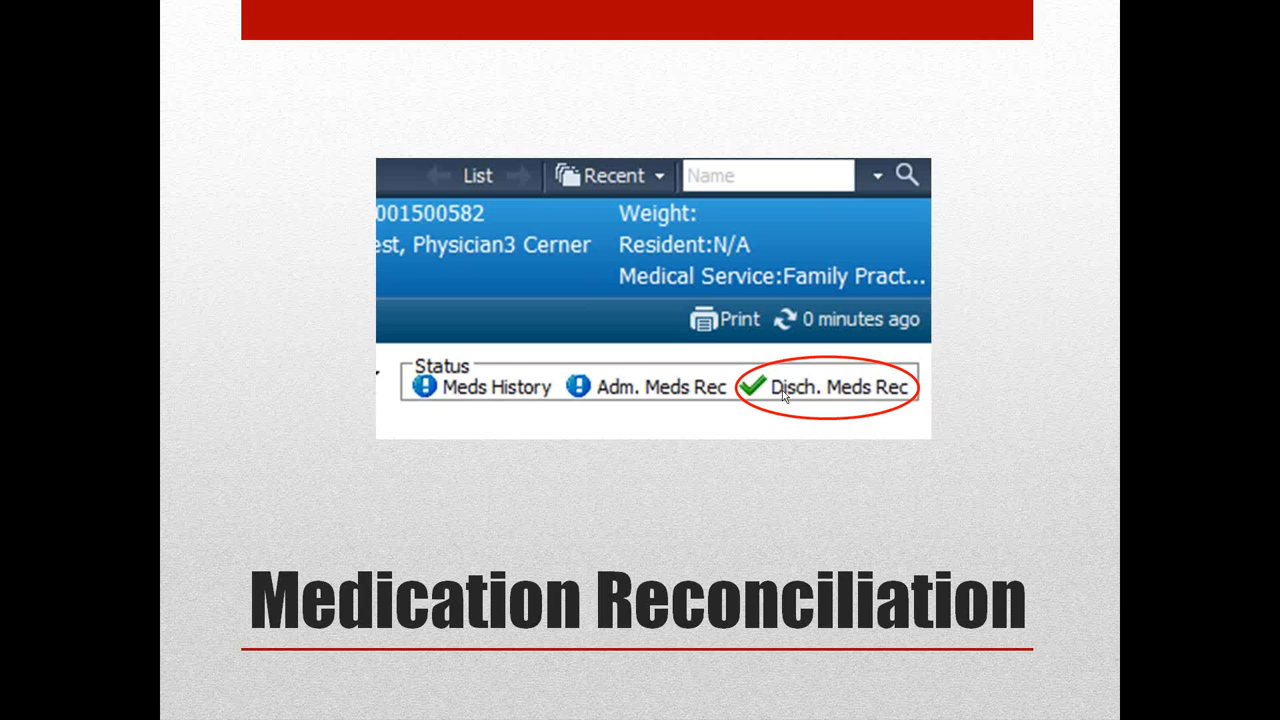 List Recent Name
001500582 Weight:
est, Physician3 Cerner Resident:N/A
Medical Service:Family Pract...
Print 0 minutes ago
Status
Meds History Adm. Meds Rec Disch. Meds Rec
Medication Reconciliation